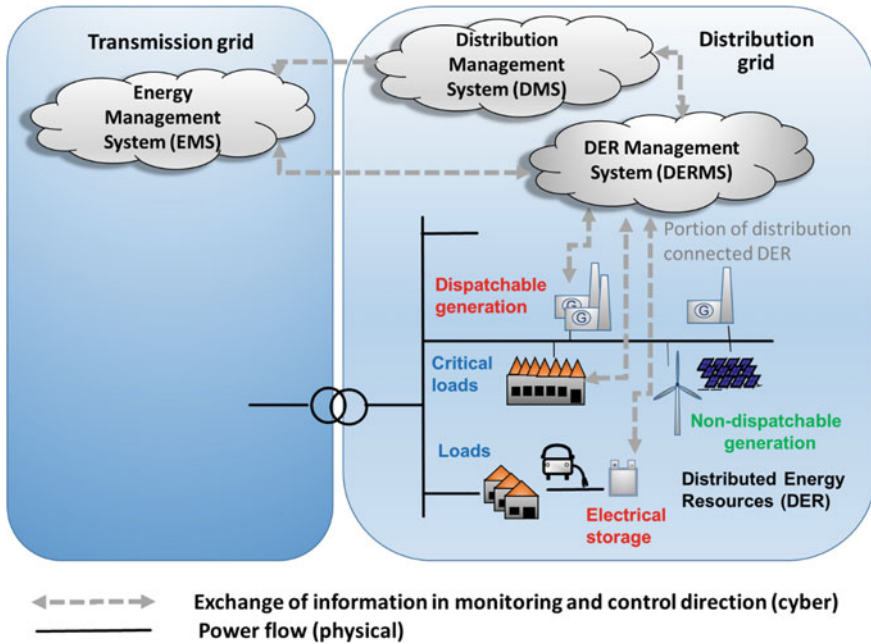 Transmission grid
Energy
Management
System (EMS)
Distribution
Management
System (DMS)
Distribution
grid
DER Management
System (DERMS)
Portion of distribution
connected DER
Dispatchable
generation
G
G
G
Critical
loads
Non-dispatchable
generation
Loads
Electrical
storage
Distributed Energy
Resources (DER)
Exchange of information in monitoring and control direction (cyber)
Power flow (physical)